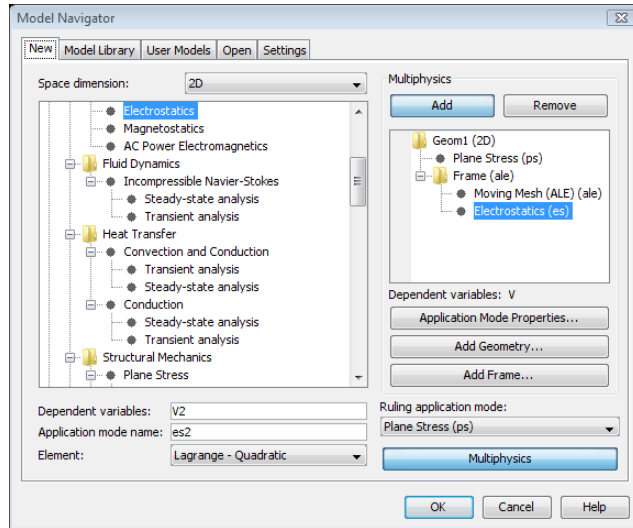 Model Navigator
New Model Library User Models Open Settings
Space dimension: 2D
Electrostatics
Magnetostatics
AC Power Electromagnetics
Fluid Dynamics
Incompressible Navier-Stokes
Steady-state analysis
Transient analysis
Heat Transfer
Convection and Conduction
Transient analysis
Steady-state analysis
Conduction
Steady-state analysis
Transient analysis
Structural Mechanics
Plane Stress
Dependent variables: V2
Application mode name: es2
Element: Lagrange - Quadratic
Multiphysics
Add Remove
Geom1 (2D)
Plane Stress (ps)
Frame (ale)
Moving Mesh (ALE) (ale)
Electrostatics (es)
Dependent variables: V
Application Mode Properties...
Add Geometry...
Add Frame...
Ruling application mode:
Plane Stress (ps)
Multiphysics
OK Cancel Help